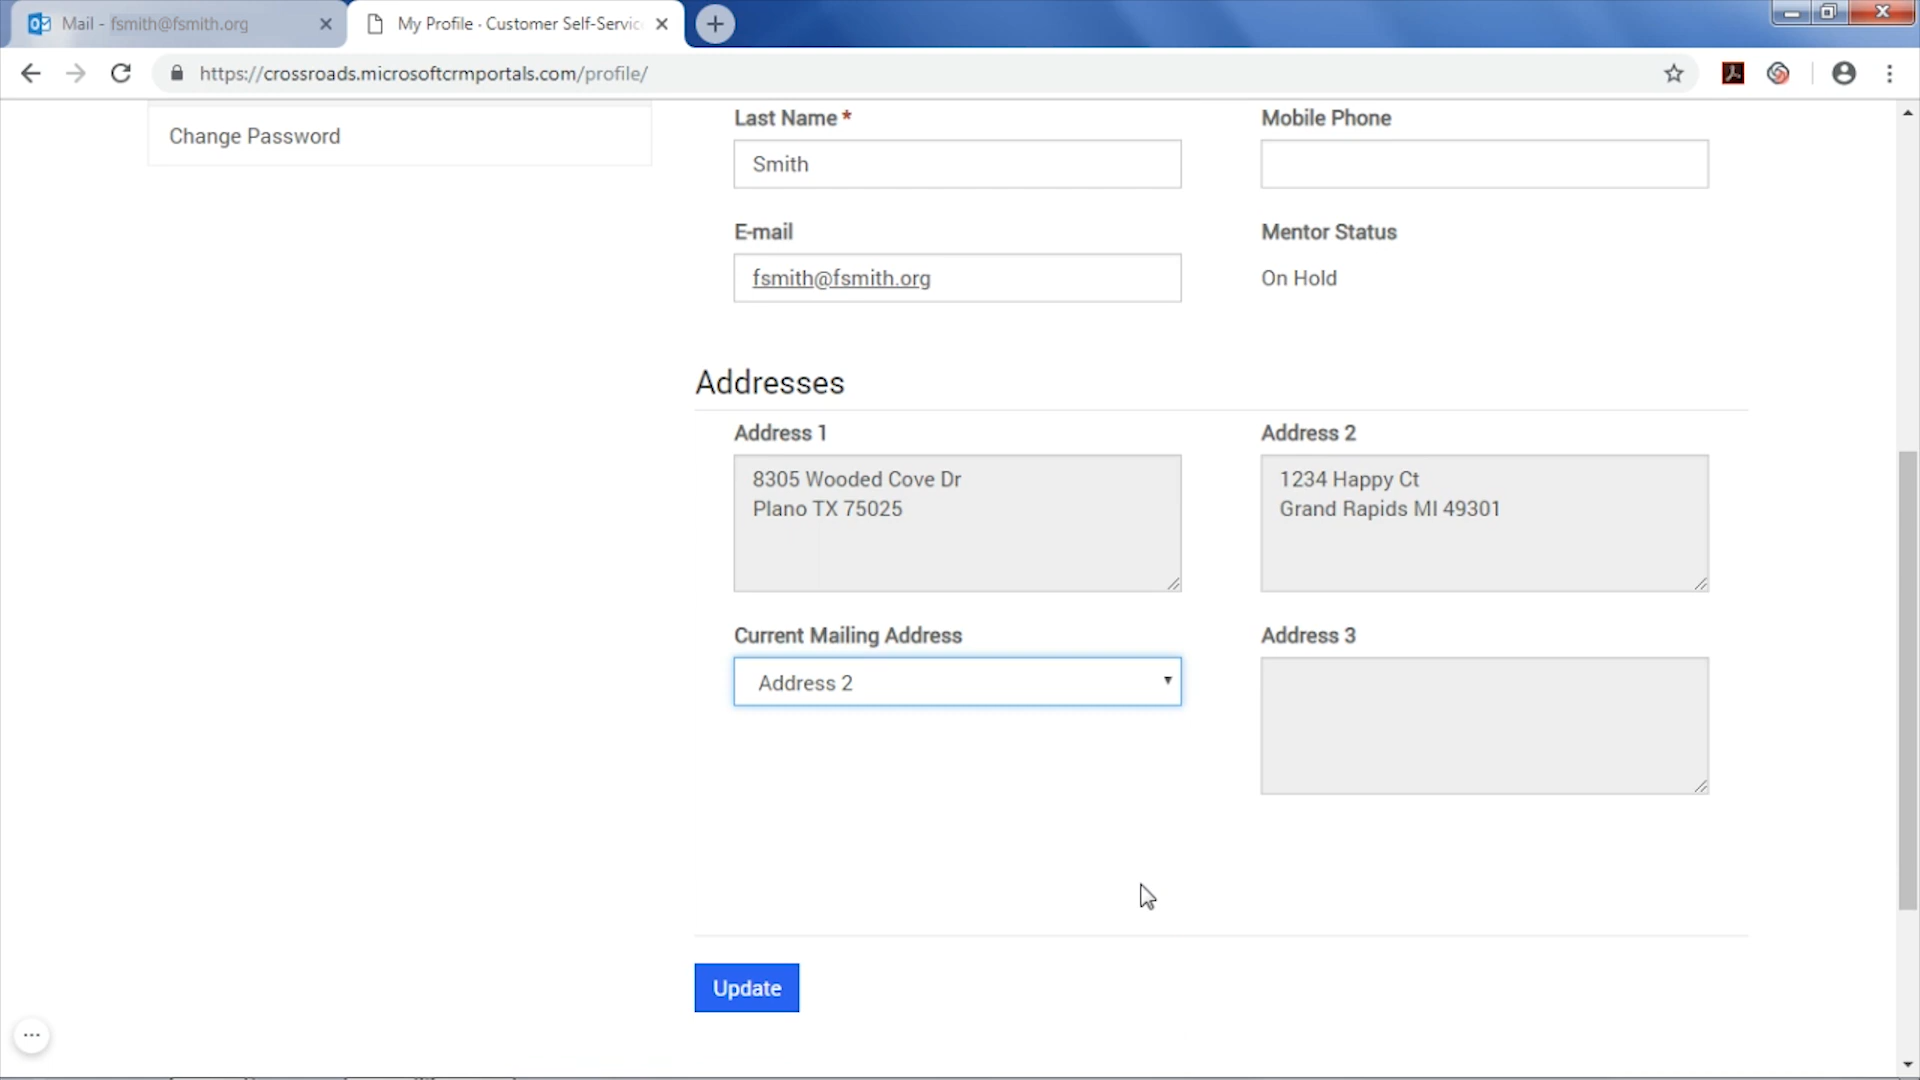 Mail - fsmith@fsmith.org
My Profile · Customer Self-Servic
https://crossroads.microsoftcrmportals.com/profile/
Change Password
Last Name *
Smith
Mobile Phone
E-mail
fsmith@fsmith.org
Mentor Status
On Hold
Addresses
Address 1
8305 Wooded Cove Dr
Plano TX 75025
Address 2
1234 Happy Ct
Grand Rapids MI 49301
Current Mailing Address
Address 2
Address 3
Update